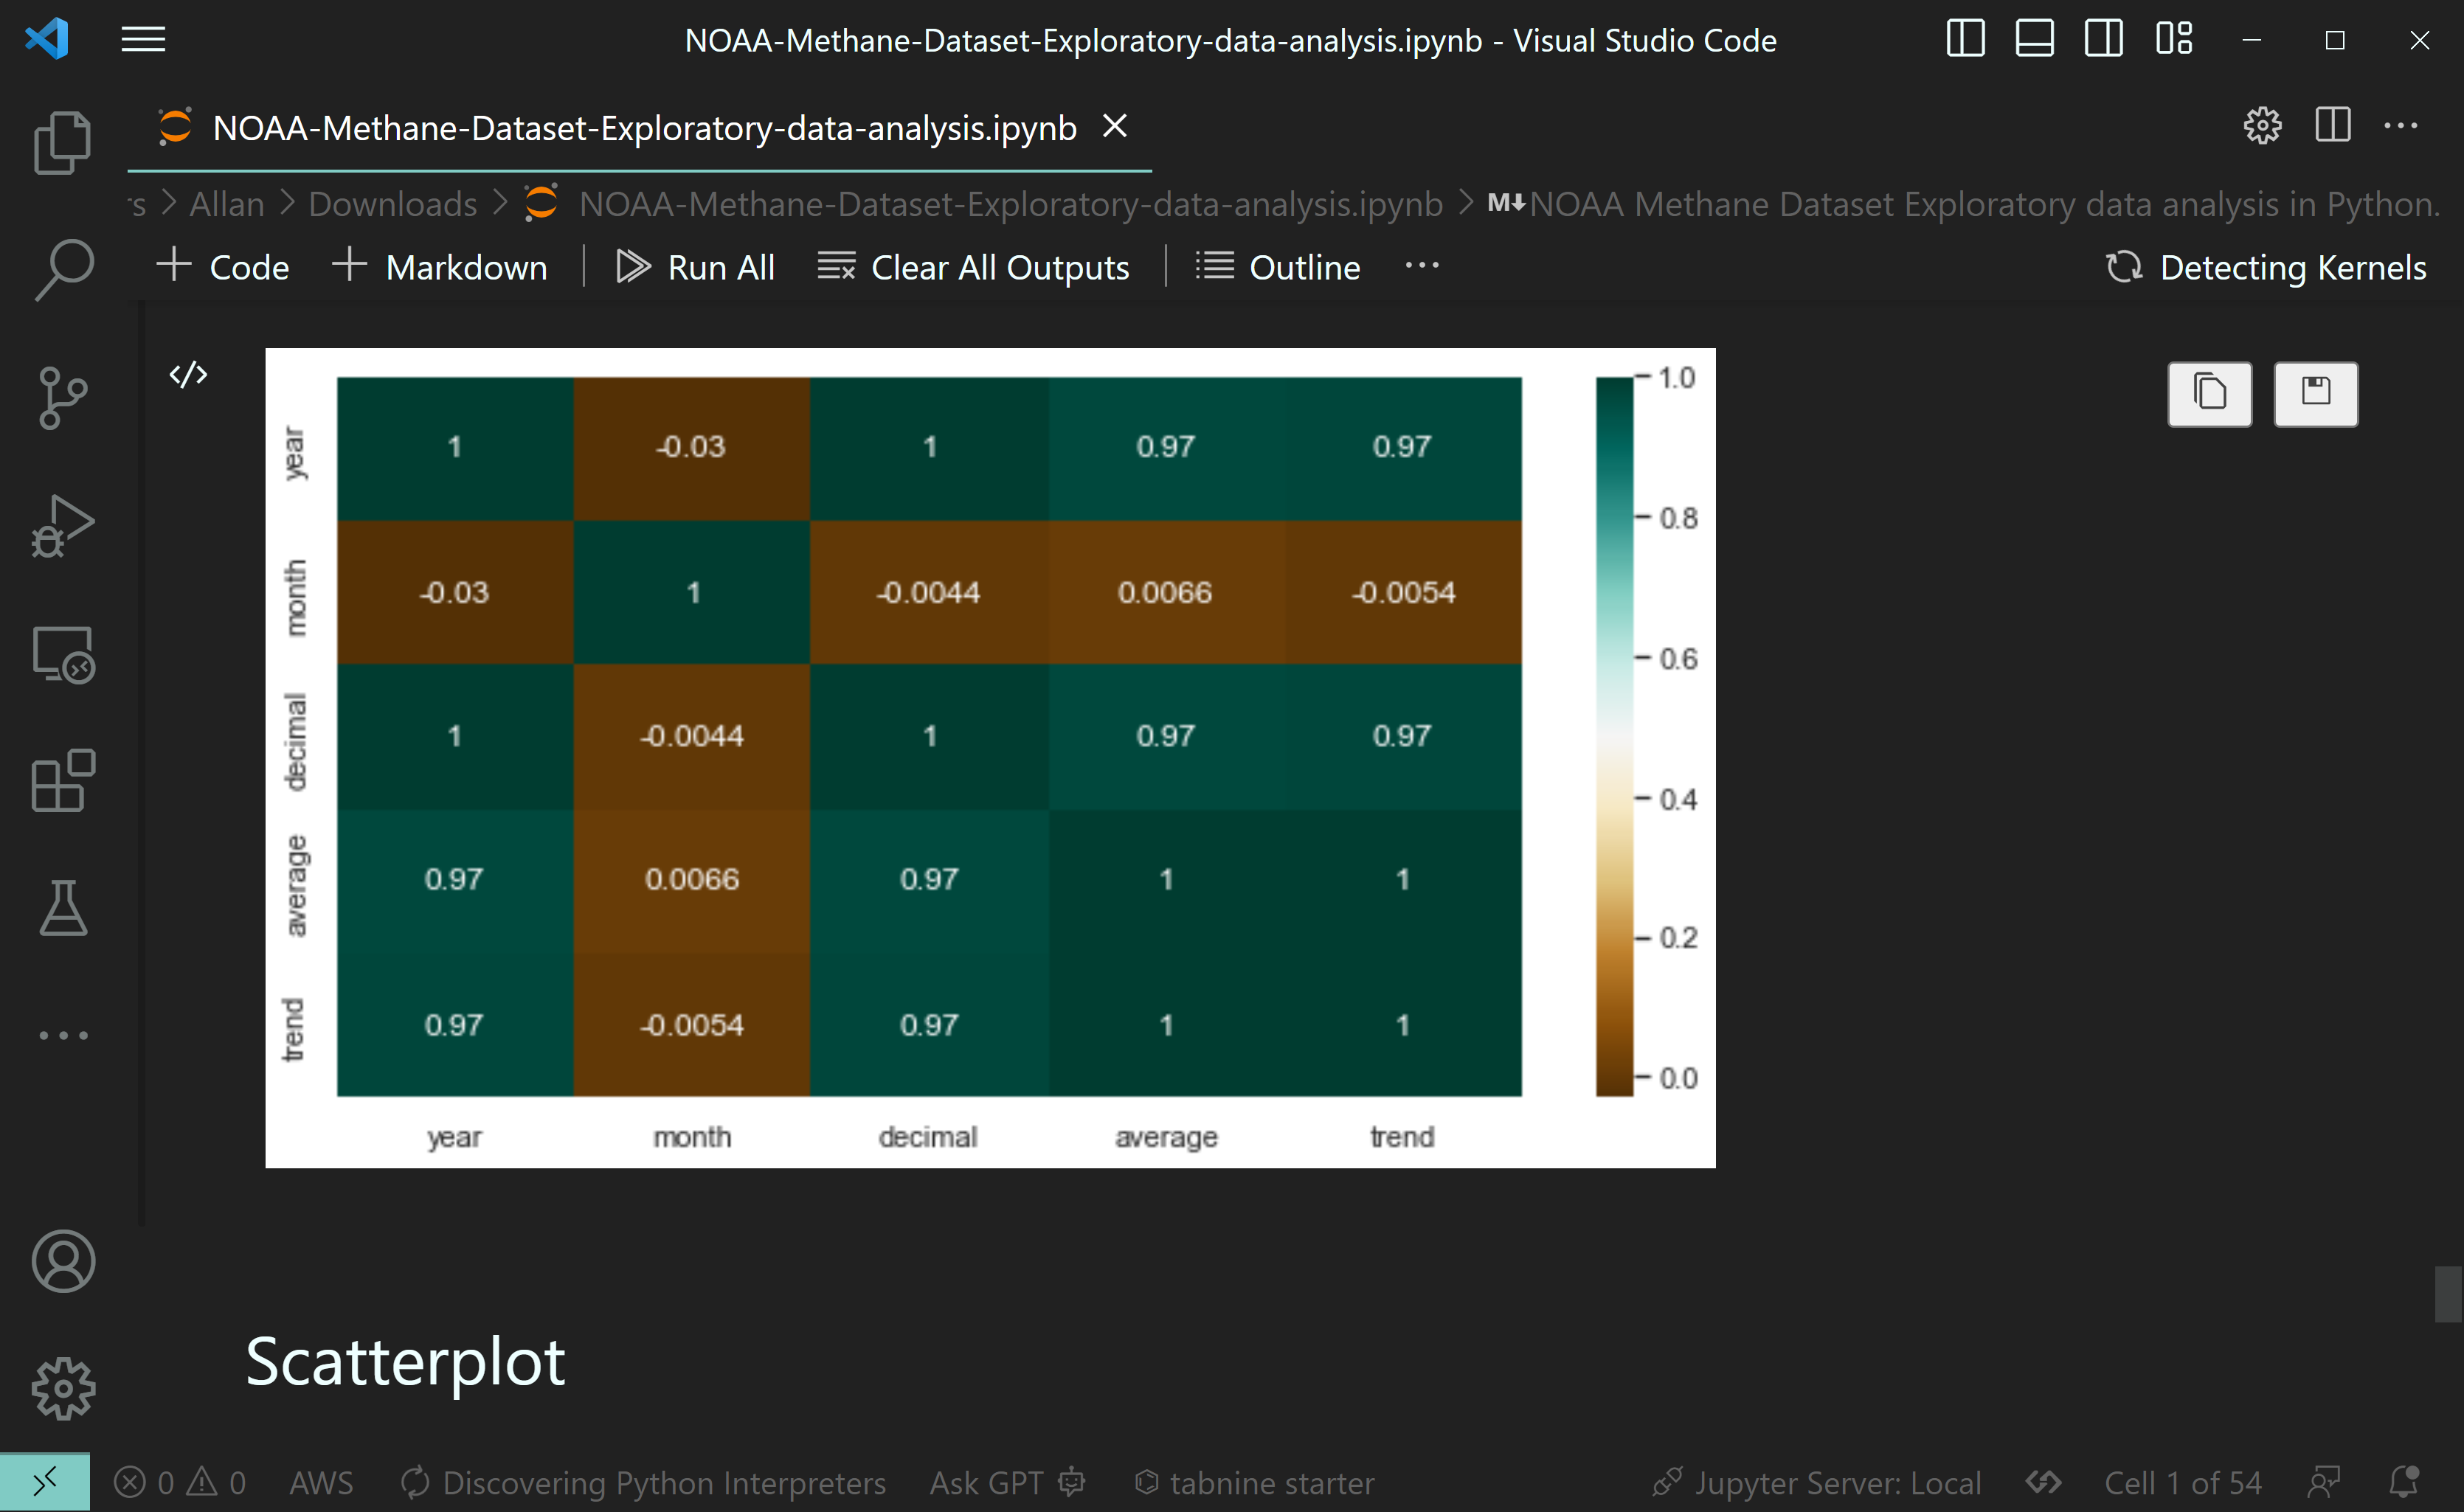 NOAA-Methane-Dataset-Exploratory-data-analysis.ipynb - Visual Studio Code
NOAA-Methane-Dataset-Exploratory-data-analysis.ipynb
rs > Allan > Downloads > NOAA-Methane-Dataset-Exploratory-data-analysis.ipynb > M↓NOAA Methane Dataset Exploratory data analysis in Python.
+ Code + Markdown Run All Clear All Outputs Outline ... Detecting Kernels
year 1 -0.03 1 0.97 0.97
month -0.03 1 -0.0044 0.0066 -0.0054
decimal 1 -0.0044 1 0.97 0.97
average 0.97 0.0066 0.97 1 1
trend 0.97 -0.0054 0.97 1 1
year month decimal average trend
1.0
0.8
0.6
0.4
0.2
0.0
Scatterplot
0 0 AWS Discovering Python Interpreters Ask GPT tabnine starter Jupyter Server: Local Cell 1 of 54